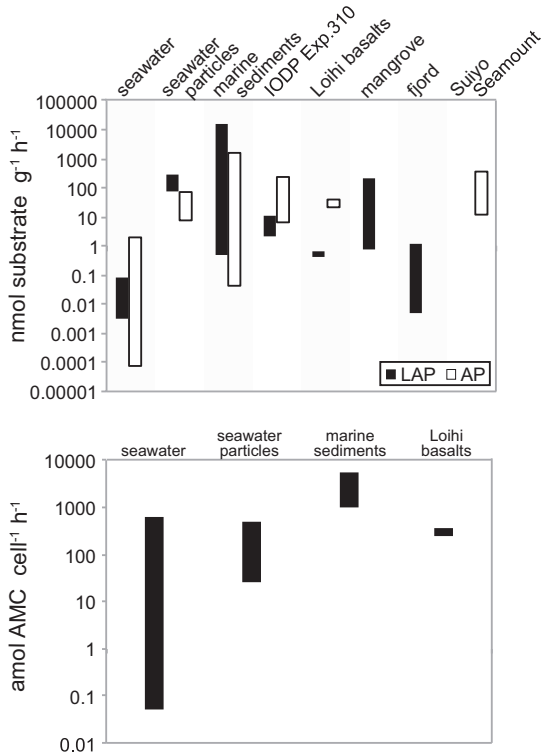 seawater
seawater
particles
marine
sediments
IODP Exp.310
Loihi basalts
mangrove
fjord
Suiyo
Seamount
nmol substrate g-1 h-1
100000
10000
1000
100
10
1
0.1
0.01
0.001
0.0001
0.00001
LAP AP
seawater
seawater
particles
marine
sediments
Loihi
basalts
amol AMC cell-1 h-1
10000
1000
100
10
1
0.1
0.01